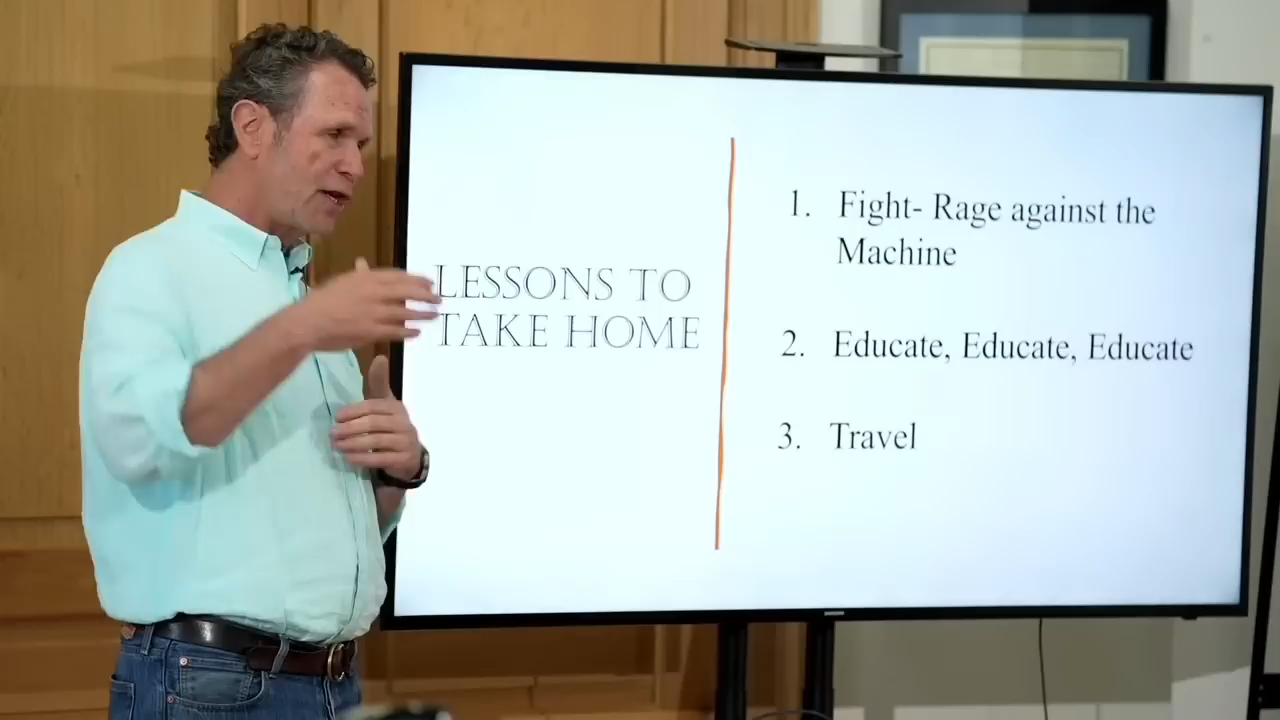 LESSONS TO
TAKE HOME
1. Fight- Rage against the
Machine
2. Educate, Educate, Educate
3. Travel